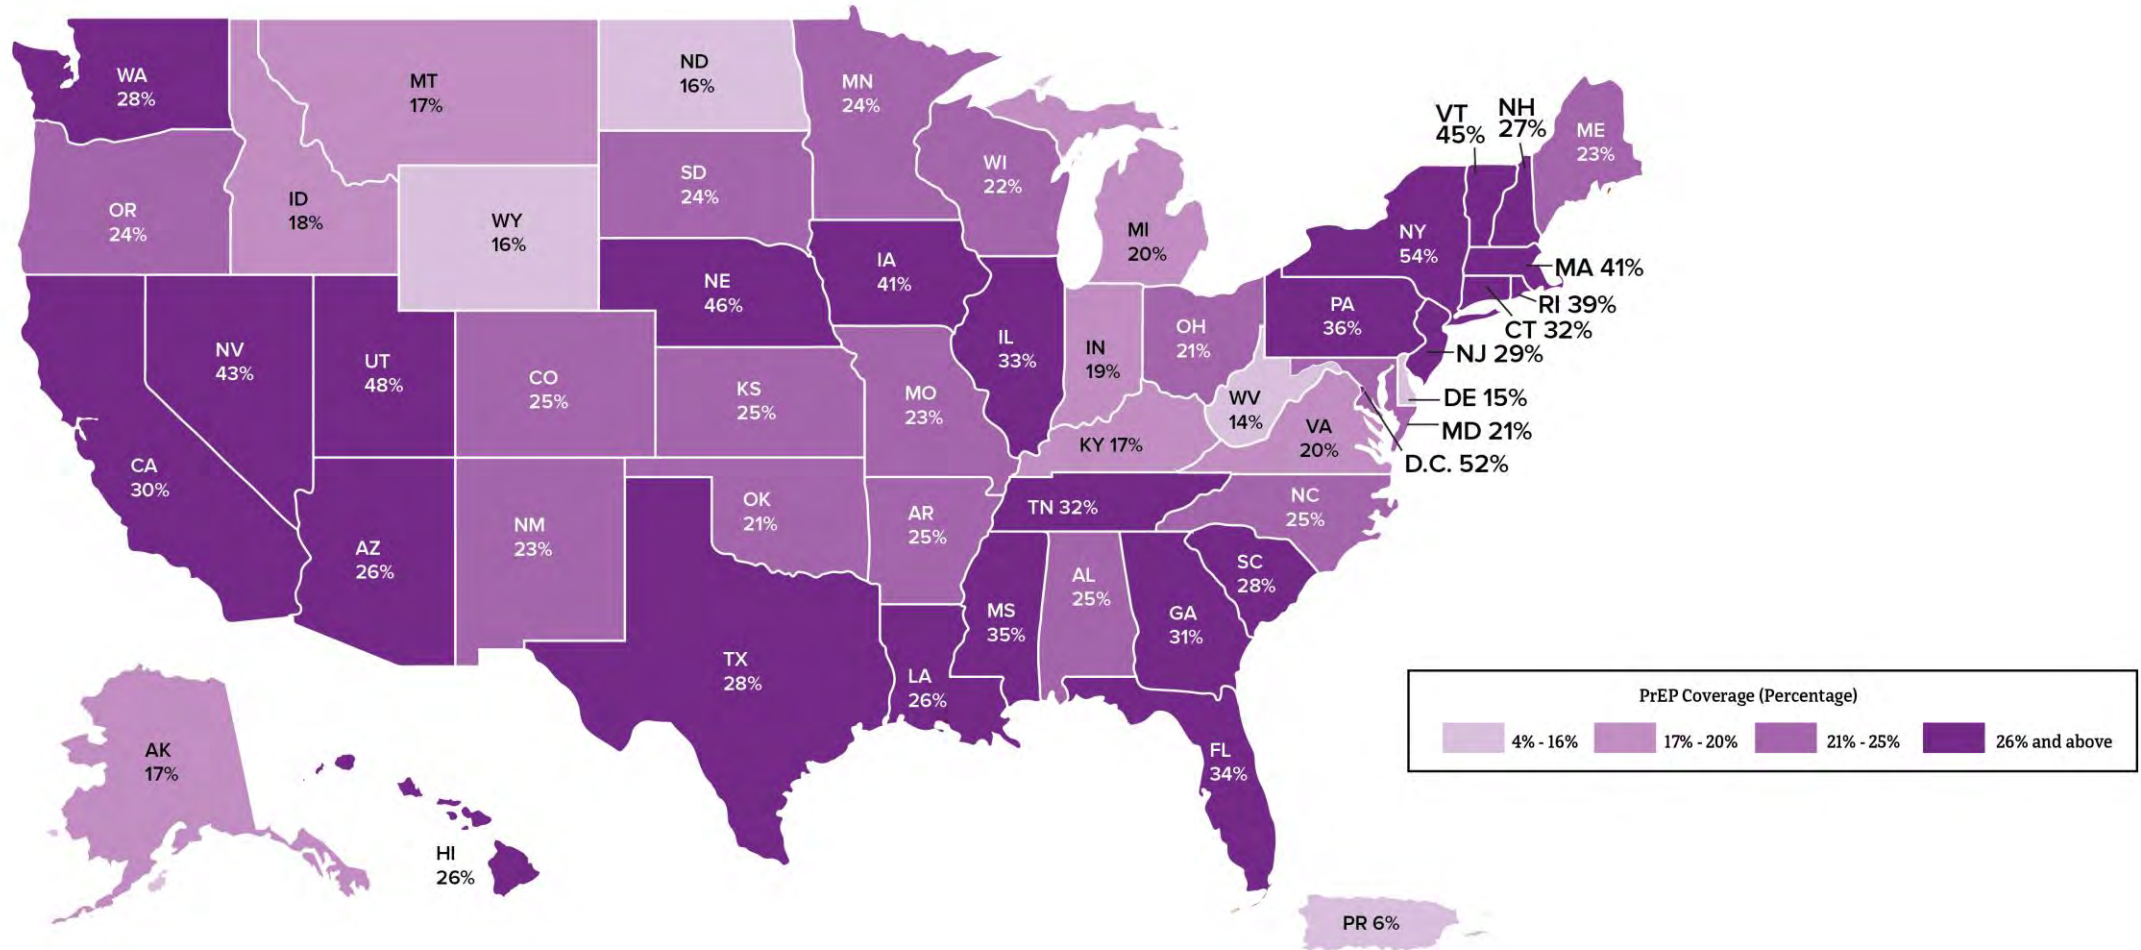 WA
28%
MT
17%
ND
16%
MN
24%
VT
45%
NH
27%
ME
23%
OR
24%
ID
18%
WY
16%
SD
24%
WI
22%
MI
20%
NY
54%
MA 41%
RI 39%
CT 32%
NJ 29%
DE 15%
MD 21%
D.C. 52%
NE
46%
IA
41%
PA
36%
NV
43%
UT
48%
CO
25%
KS
25%
MO
23%
IL
33%
IN
19%
OH
21%
WV
14%
VA
20%
KY 17%
CA
30%
AZ
26%
NM
23%
OK
21%
AR
25%
TN 32%
NC
25%
SC
28%
TX
28%
LA
26%
MS
35%
AL
25%
GA
31%
FL
34%
AK
17%
HI
26%
PR 6%
PrEP Coverage (Percentage)
4% - 16%
17% - 20%
21% - 25%
26% and above